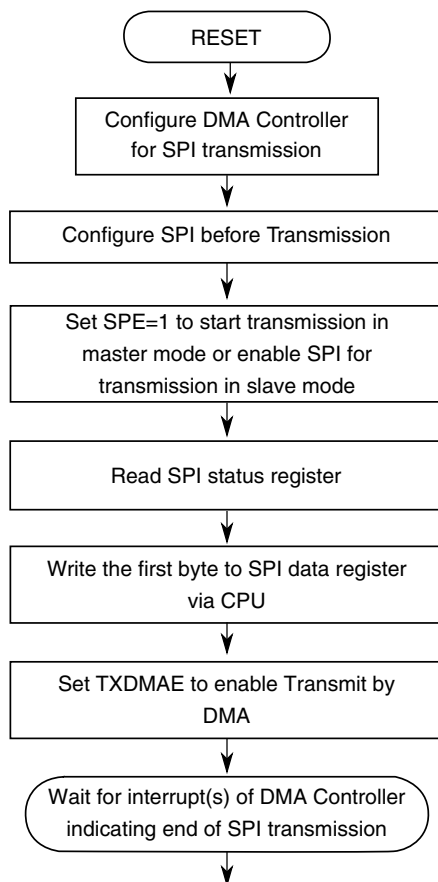 RESET
Configure DMA Controller
for SPI transmission
Configure SPI before Transmission
Set SPE=1 to start transmission in
master mode or enable SPI for
transmission in slave mode
Read SPI status register
Write the first byte to SPI data register
via CPU
Set TXDMAE to enable Transmit by
DMA
Wait for interrupt(s) of DMA Controller
indicating end of SPI transmission